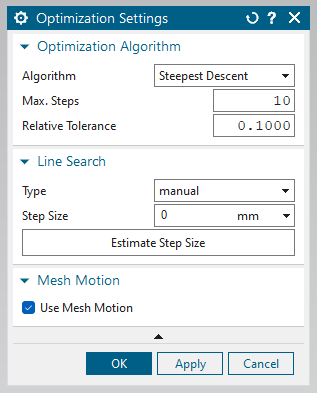 Optimization Settings
Optimization Algorithm
Algorithm Steepest Descent
Max. Steps 10
Relative Tolerance 0.1000
Line Search
Type manual
Step Size 0 mm
Estimate Step Size
Mesh Motion
Use Mesh Motion
OK Apply Cancel